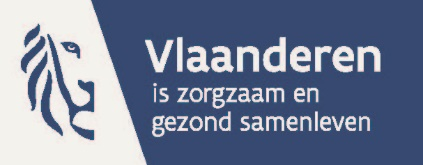 Vlaanderen
is zorgzaam en
gezond samenleven